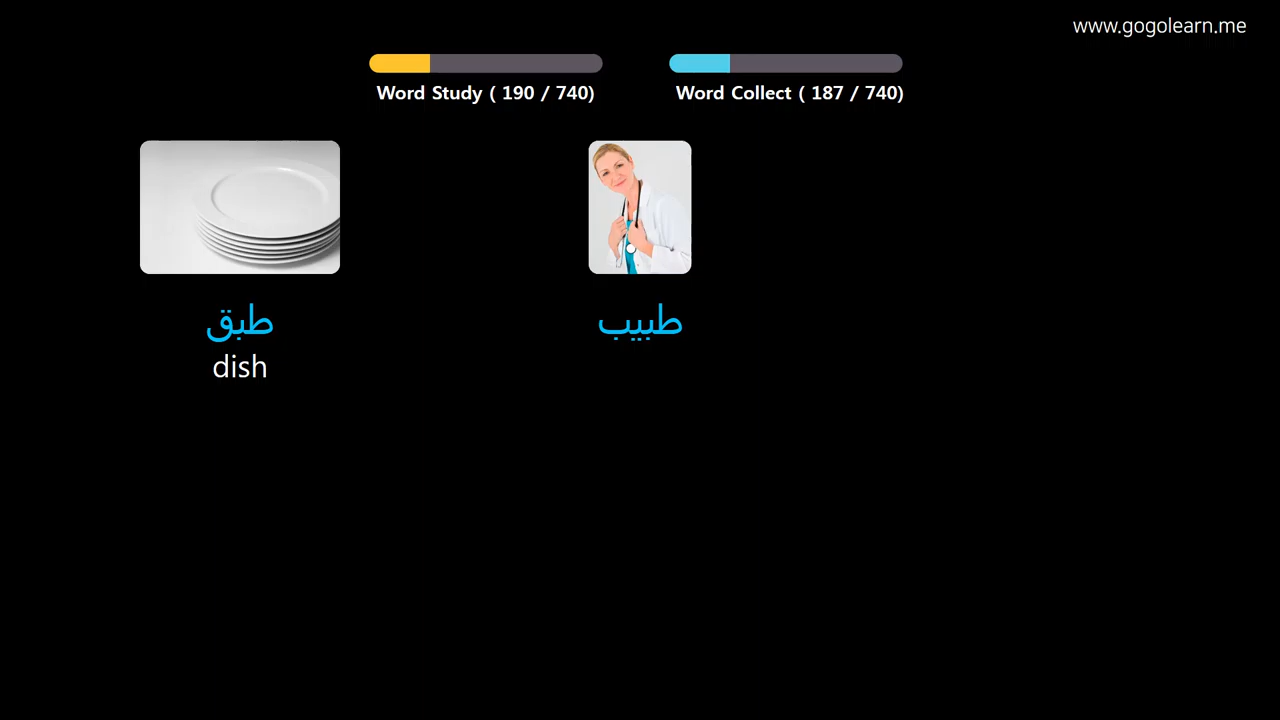 www.gogolearn.me
Word Study ( 190 / 740)
Word Collect ( 187 / 740)
طبق
dish
طبيب